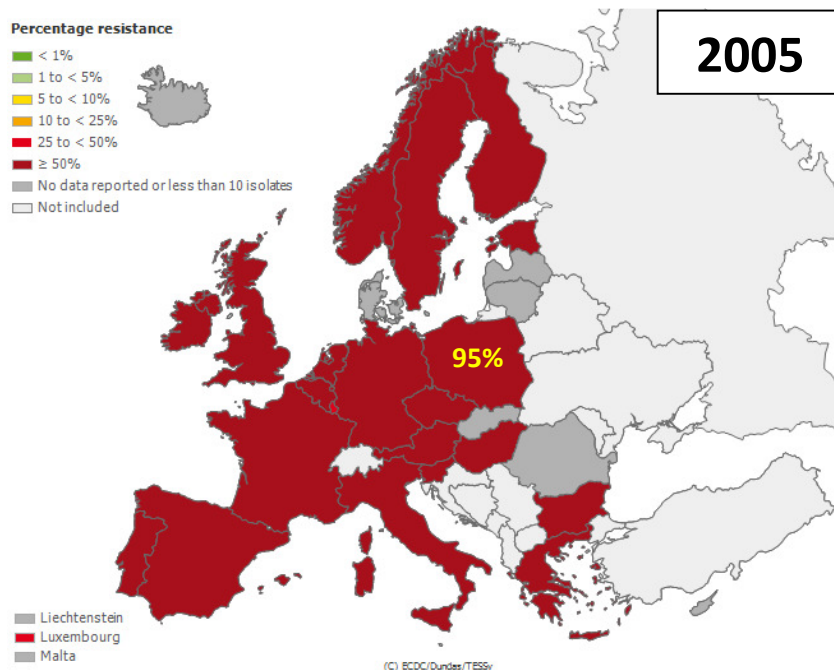 Percentage resistance
2005
< 1%
1 to < 5%
5 to < 10%
10 to < 25%
25 to < 50%
≥ 50%
No data reported or less than 10 isolates
Not included
95%
Liechtenstein
Luxembourg
Malta
(C) ECDC/Dundas/TESSy